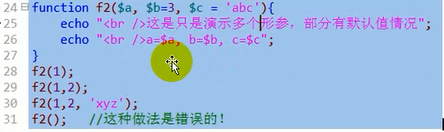 24 function f2($a, $b=3, $c = 'abc'){
25 echo "<br />这是只是演示多个形参，部分有默认值情况";
26 echo "<br />a=$a, b=$b, c=$c";
27 }
28 f2(1);
29 f2(1,2);
30 f2(1,2, 'xyz');
31 f2(); //这种做法是错误的!